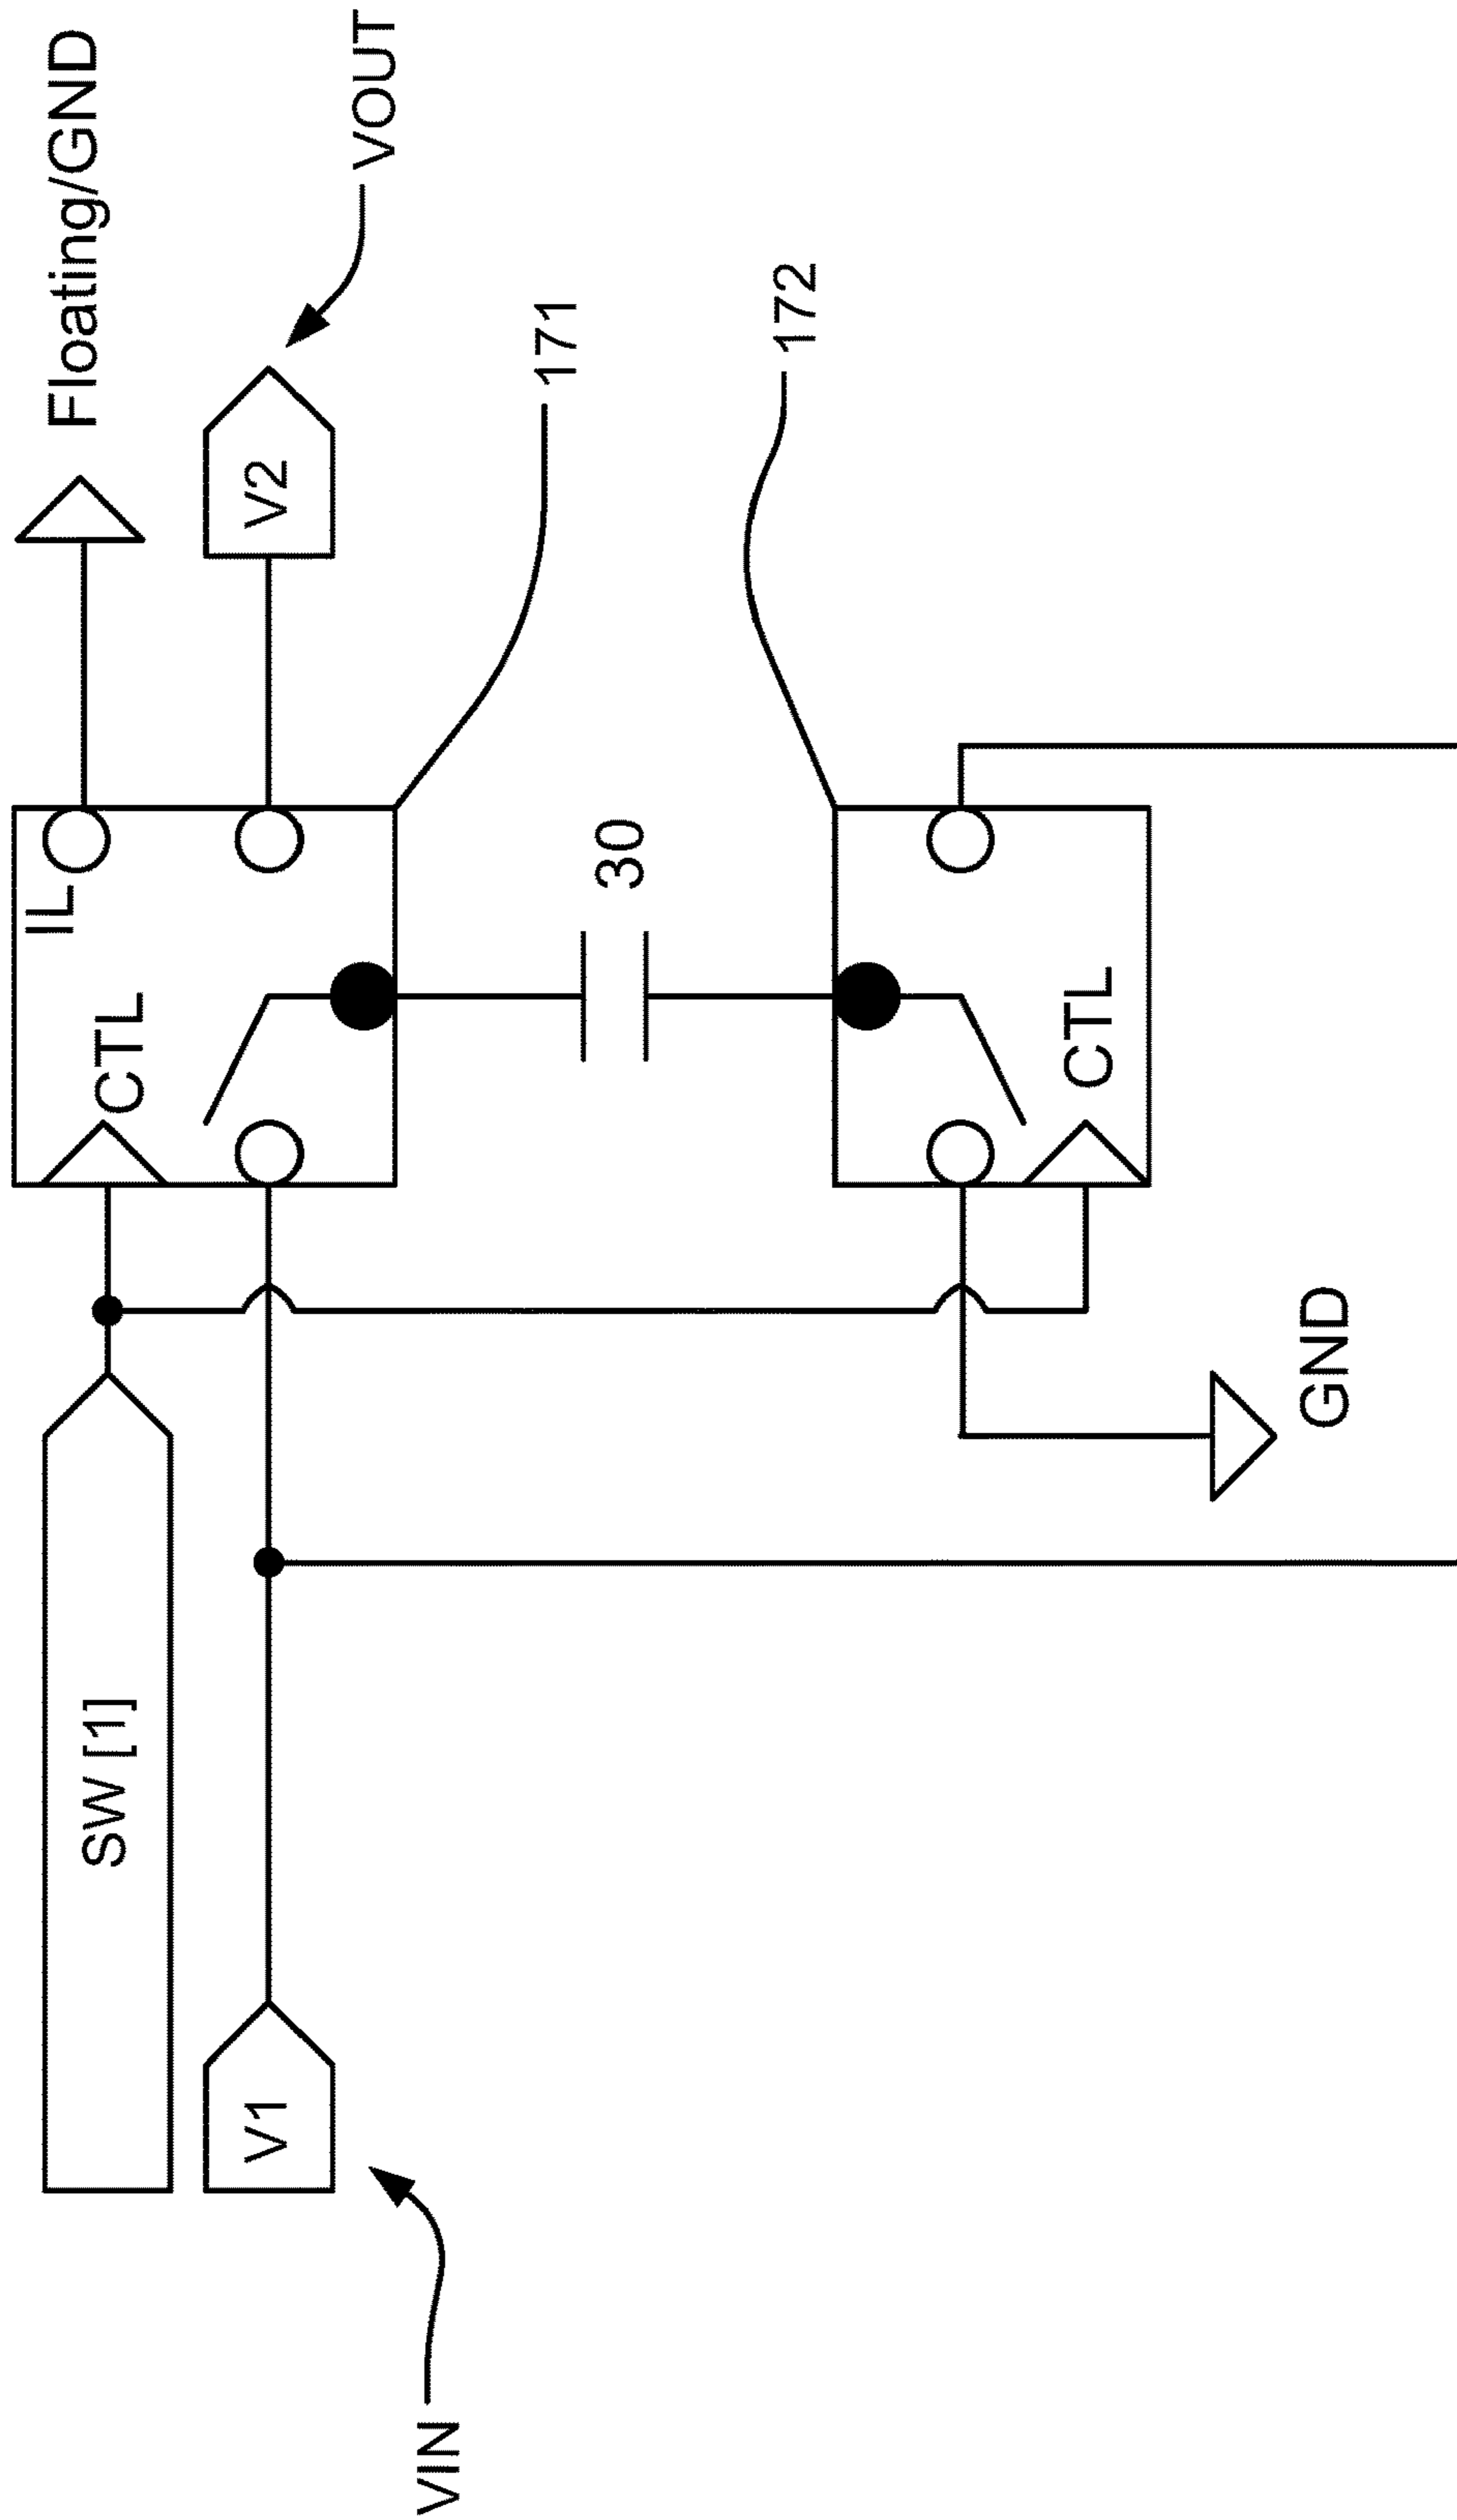 Floating/GND
SW [1]
CTL
IL
V1
V2
VIN
VOUT
171
30
172
CTL
GND